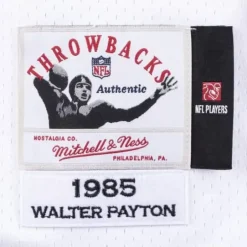 THROWBACKS
NFL
Authentic
NFL PLAYERS
NOSTALGIA CO.
Mitchell & Ness
PHILADELPHIA, PA.
1985
WALTER PAYTON